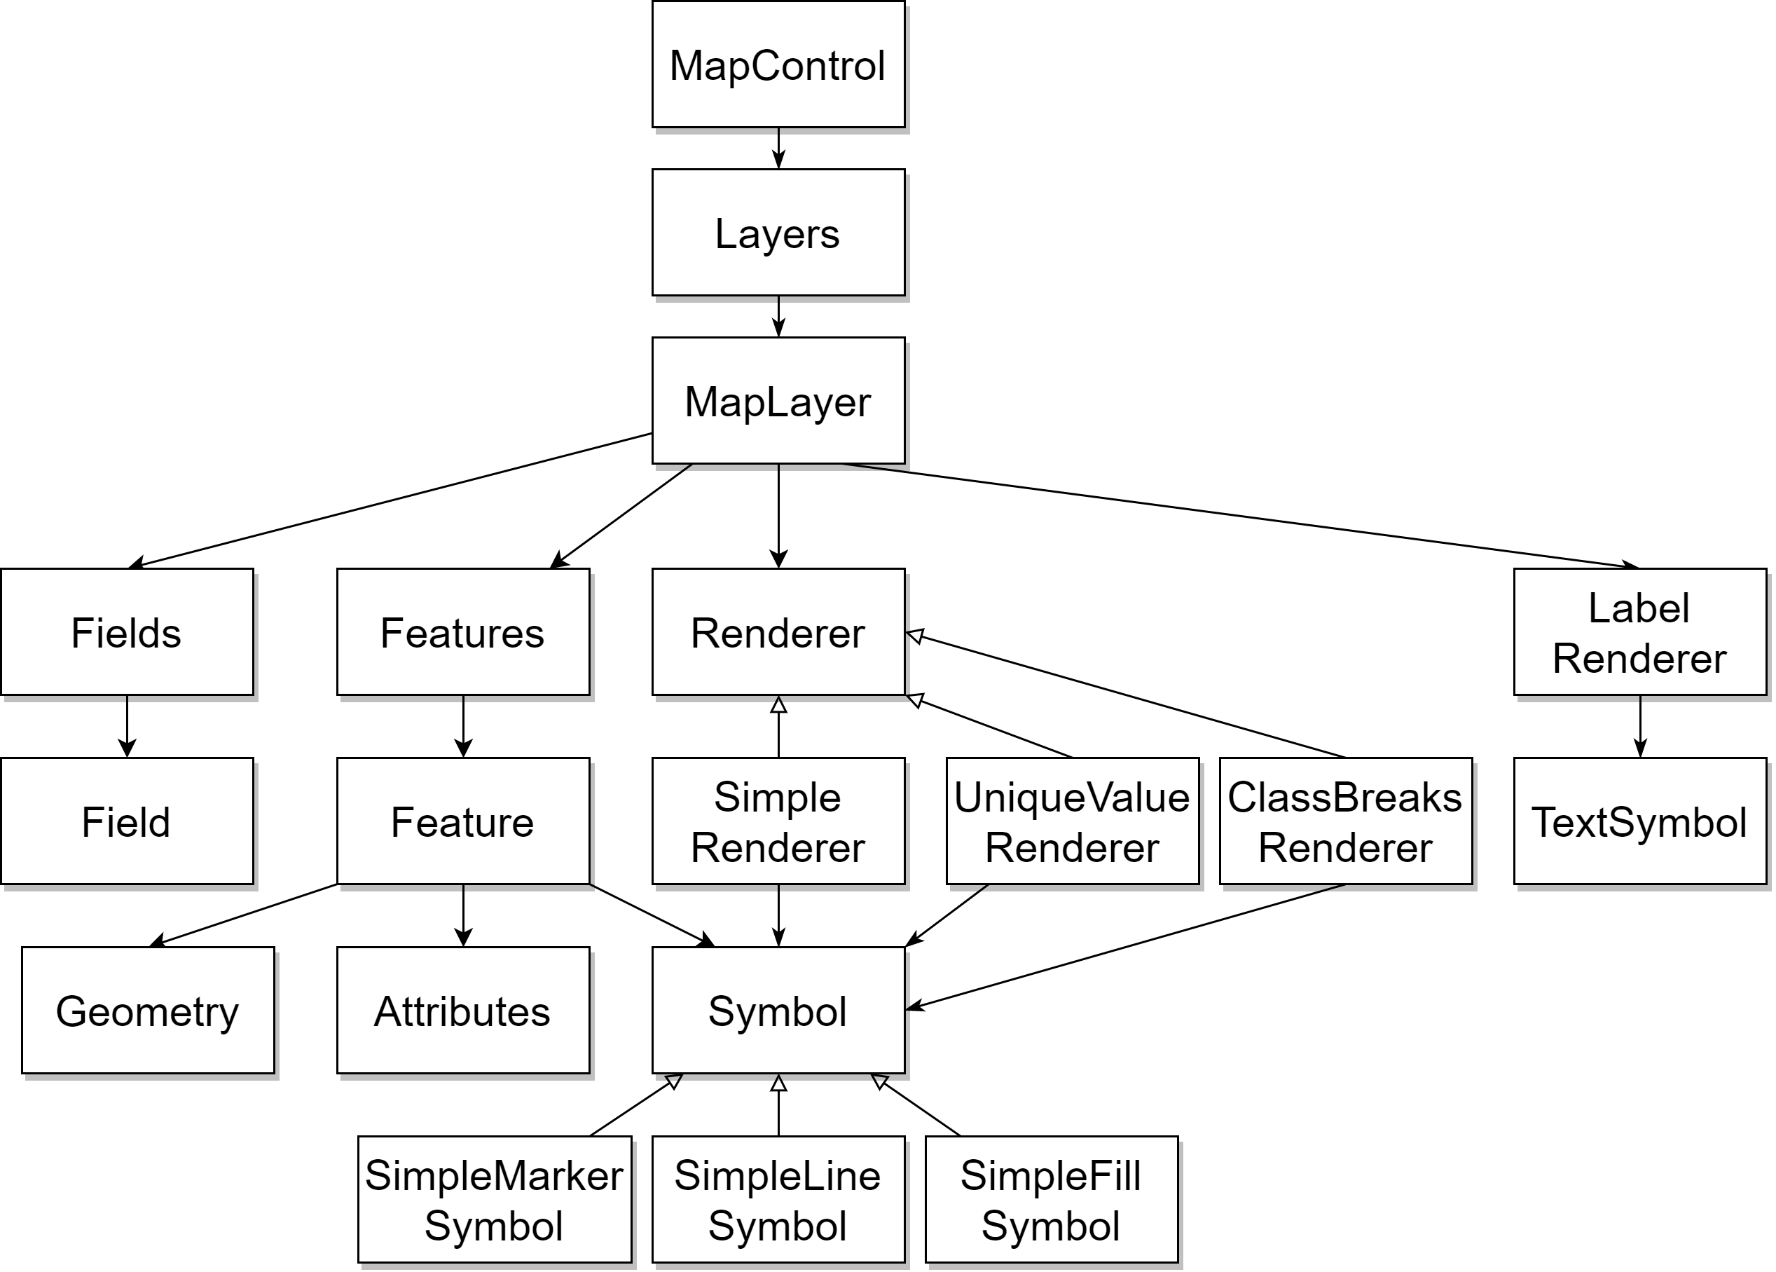 MapControl
Layers
MapLayer
Fields
Features
Renderer
Label
Renderer
Field
Feature
Simple
Renderer
UniqueValue
Renderer
ClassBreaks
Renderer
TextSymbol
Geometry
Attributes
Symbol
SimpleMarker
Symbol
SimpleLine
Symbol
SimpleFill
Symbol